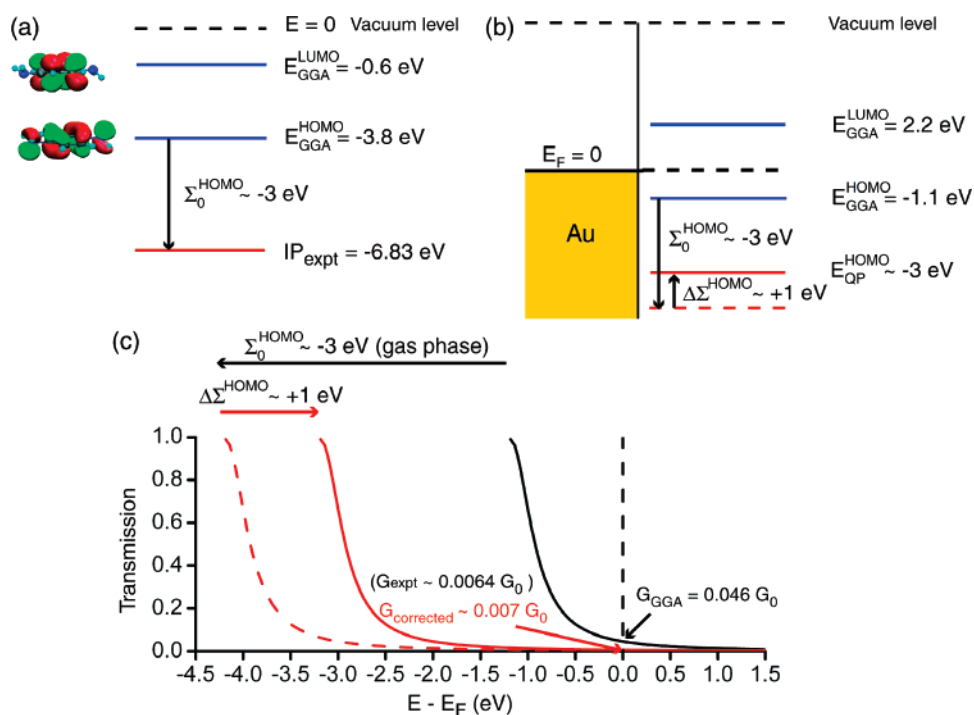 (a)
E = 0 Vacuum level
E_GGA^LUMO = -0.6 eV
E_GGA^HOMO = -3.8 eV
Σ_0^HOMO ~ -3 eV
IP_expt = -6.83 eV
(b)
Vacuum level
E_GGA^LUMO = 2.2 eV
E_F = 0
E_GGA^HOMO = -1.1 eV
Au
Σ_0^HOMO ~ -3 eV
E_QP^HOMO ~ -3 eV
ΔΣ^HOMO ~ +1 eV
(c)
Σ_0^HOMO ~ -3 eV (gas phase)
ΔΣ^HOMO ~ +1 eV
Transmission
1.0
0.8
0.6
0.4
0.2
0.0
(G_expt ~ 0.0064 G_0)
G_corrected ~ 0.007 G_0
G_GGA = 0.046 G_0
-4.5 -4.0 -3.5 -3.0 -2.5 -2.0 -1.5 -1.0 -0.5 0.0 0.5 1.0 1.5
E - E_F (eV)